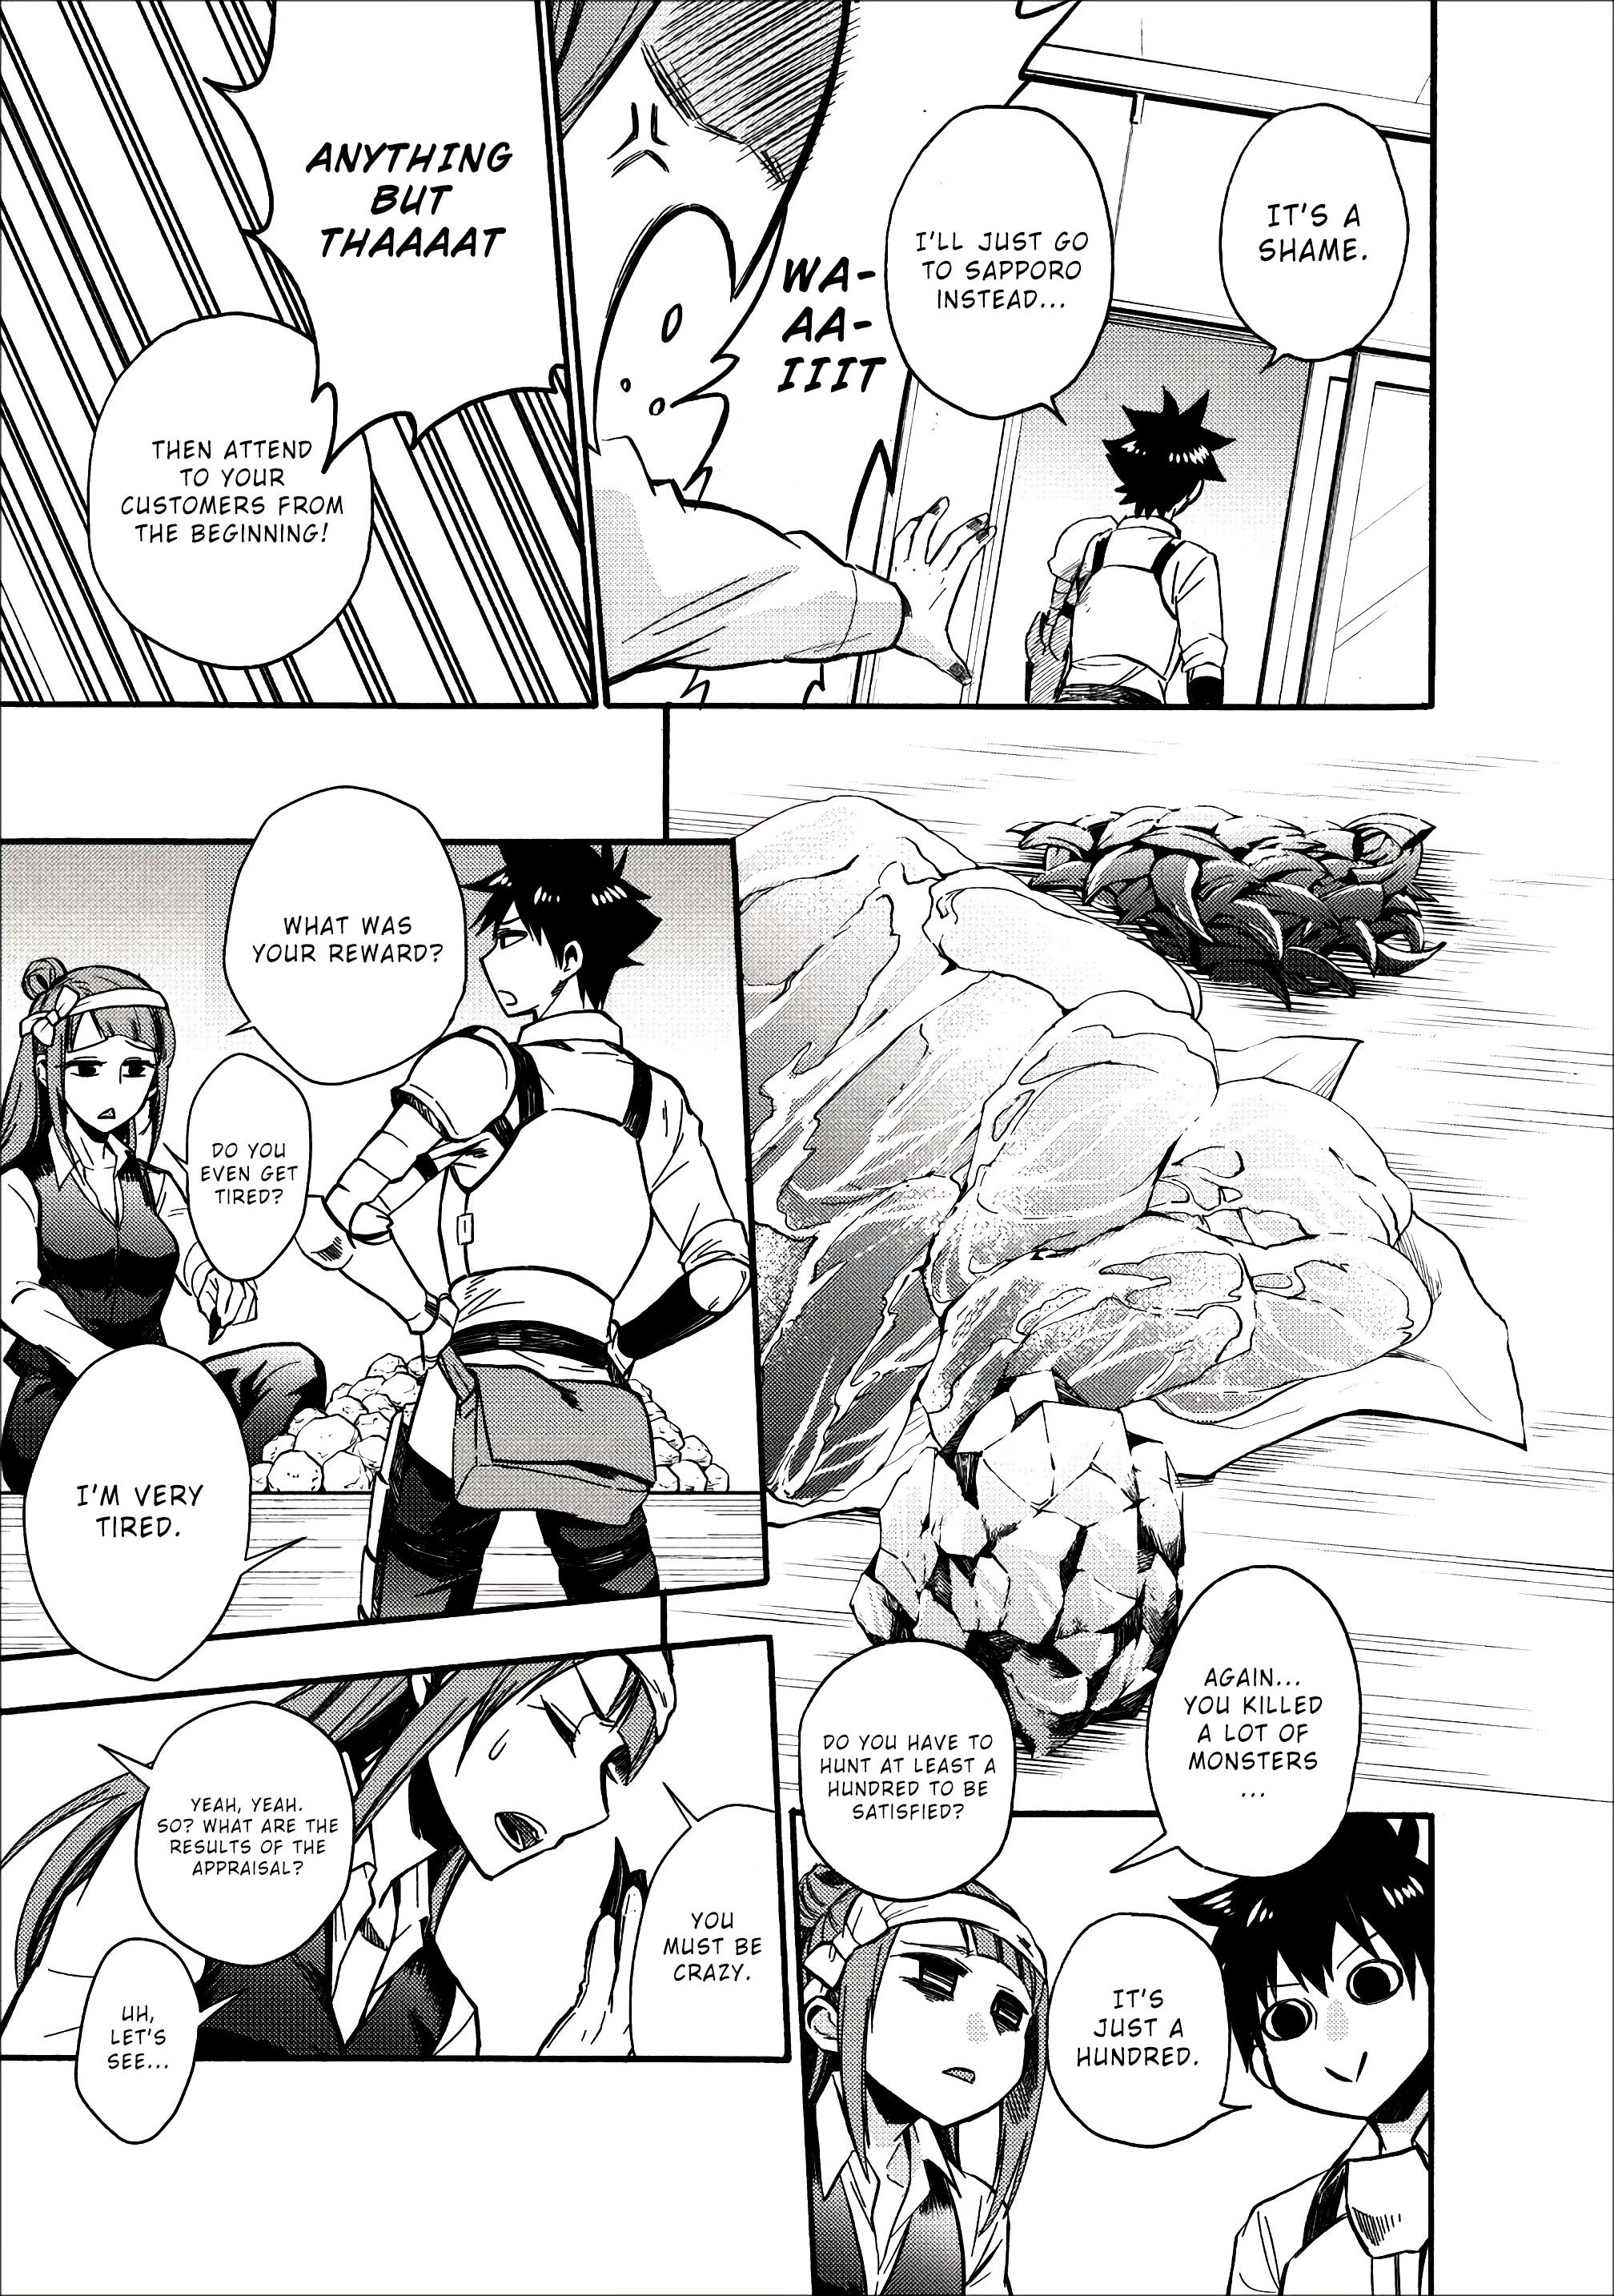 IT'S A
SHAME.
I'LL JUST GO
TO SAPPORO
INSTEAD...
WA-
AA-
IIIT
ANYTHING
BUT
THAAAAT
THEN ATTEND
TO YOUR
CUSTOMERS FROM
THE BEGINNING!
AGAIN...
YOU KILLED
A LOT OF
MONSTERS
...
DO YOU HAVE TO
HUNT AT LEAST A
HUNDRED TO BE
SATISFIED?
IT'S
JUST A
HUNDRED.
WHAT WAS
YOUR REWARD?
DO YOU
EVEN GET
TIRED?
I'M VERY
TIRED.
YOU
MUST BE
CRAZY.
YEAH, YEAH.
SO? WHAT ARE THE
RESULTS OF THE
APPRAISAL?
UH,
LET'S
SEE...